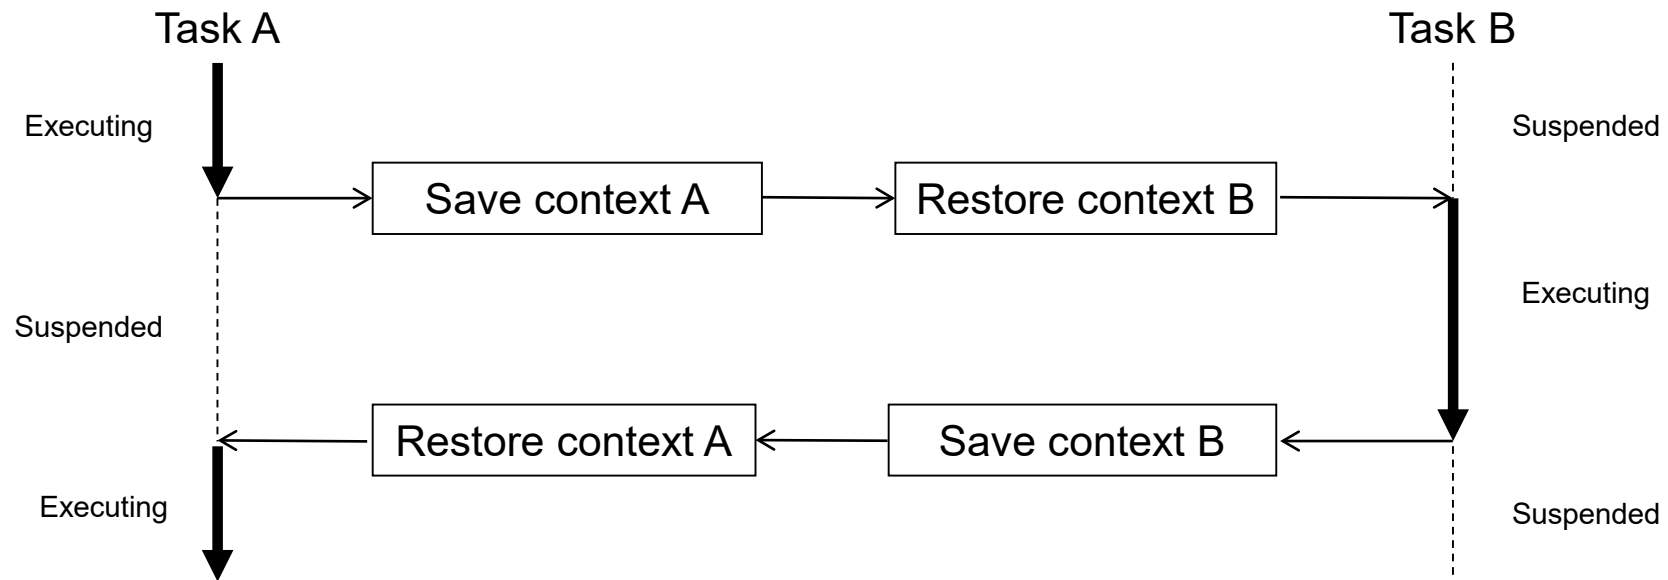 Task A
Task B
Executing
Suspended
Save context A
Restore context B
Executing
Suspended
Restore context A
Save context B
Executing
Suspended